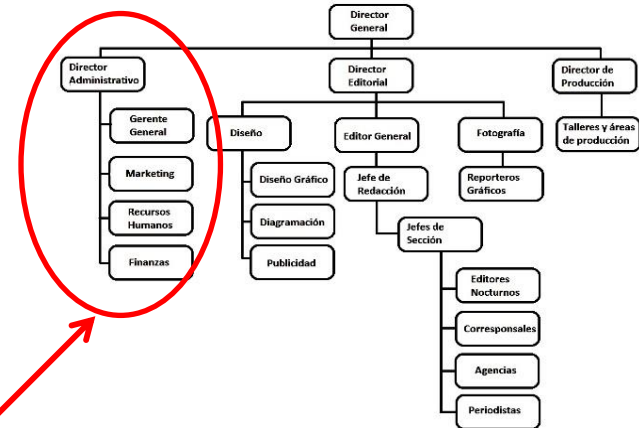 Director
General
Director
Administrativo
Director
Editorial
Director de
Producción
Gerente
General
Marketing
Recursos
Humanos
Finanzas
Diseño
Editor General
Fotografía
Talleres y áreas
de producción
Diseño Gráfico
Diagramación
Publicidad
Jefe de
Redacción
Reporteros
Gráficos
Jefes de
Sección
Editores
Nocturnos
Corresponsales
Agencias
Periodistas